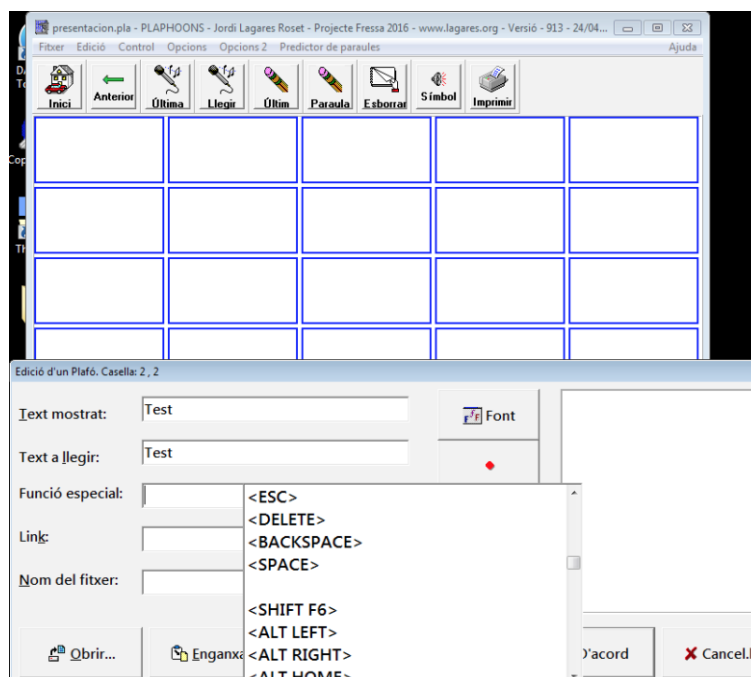 presentacion.pla - PLAPHOONS - Jordi Lagares Roset - Projecte Fressa 2016 - www.lagares.org - Versió - 913 - 24/04...
Fitxer Edició Control Opcions Opcions 2 Predictor de paraules Ajuda
Inici Anterior Última Llegir Últim Paraula Esborrar Símbol Imprimir
Edició d'un Plafó. Casella: 2 , 2
Text mostrat: Test Font
Text a llegir: Test
Funció especial:
<ESC>
<DELETE>
<BACKSPACE>
<SPACE>
<SHIFT F6>
<ALT LEFT>
<ALT RIGHT>
<ALT HOME>
Link:
Nom del fitxer:
Obrir... Enganxa D'acord Cancel.l